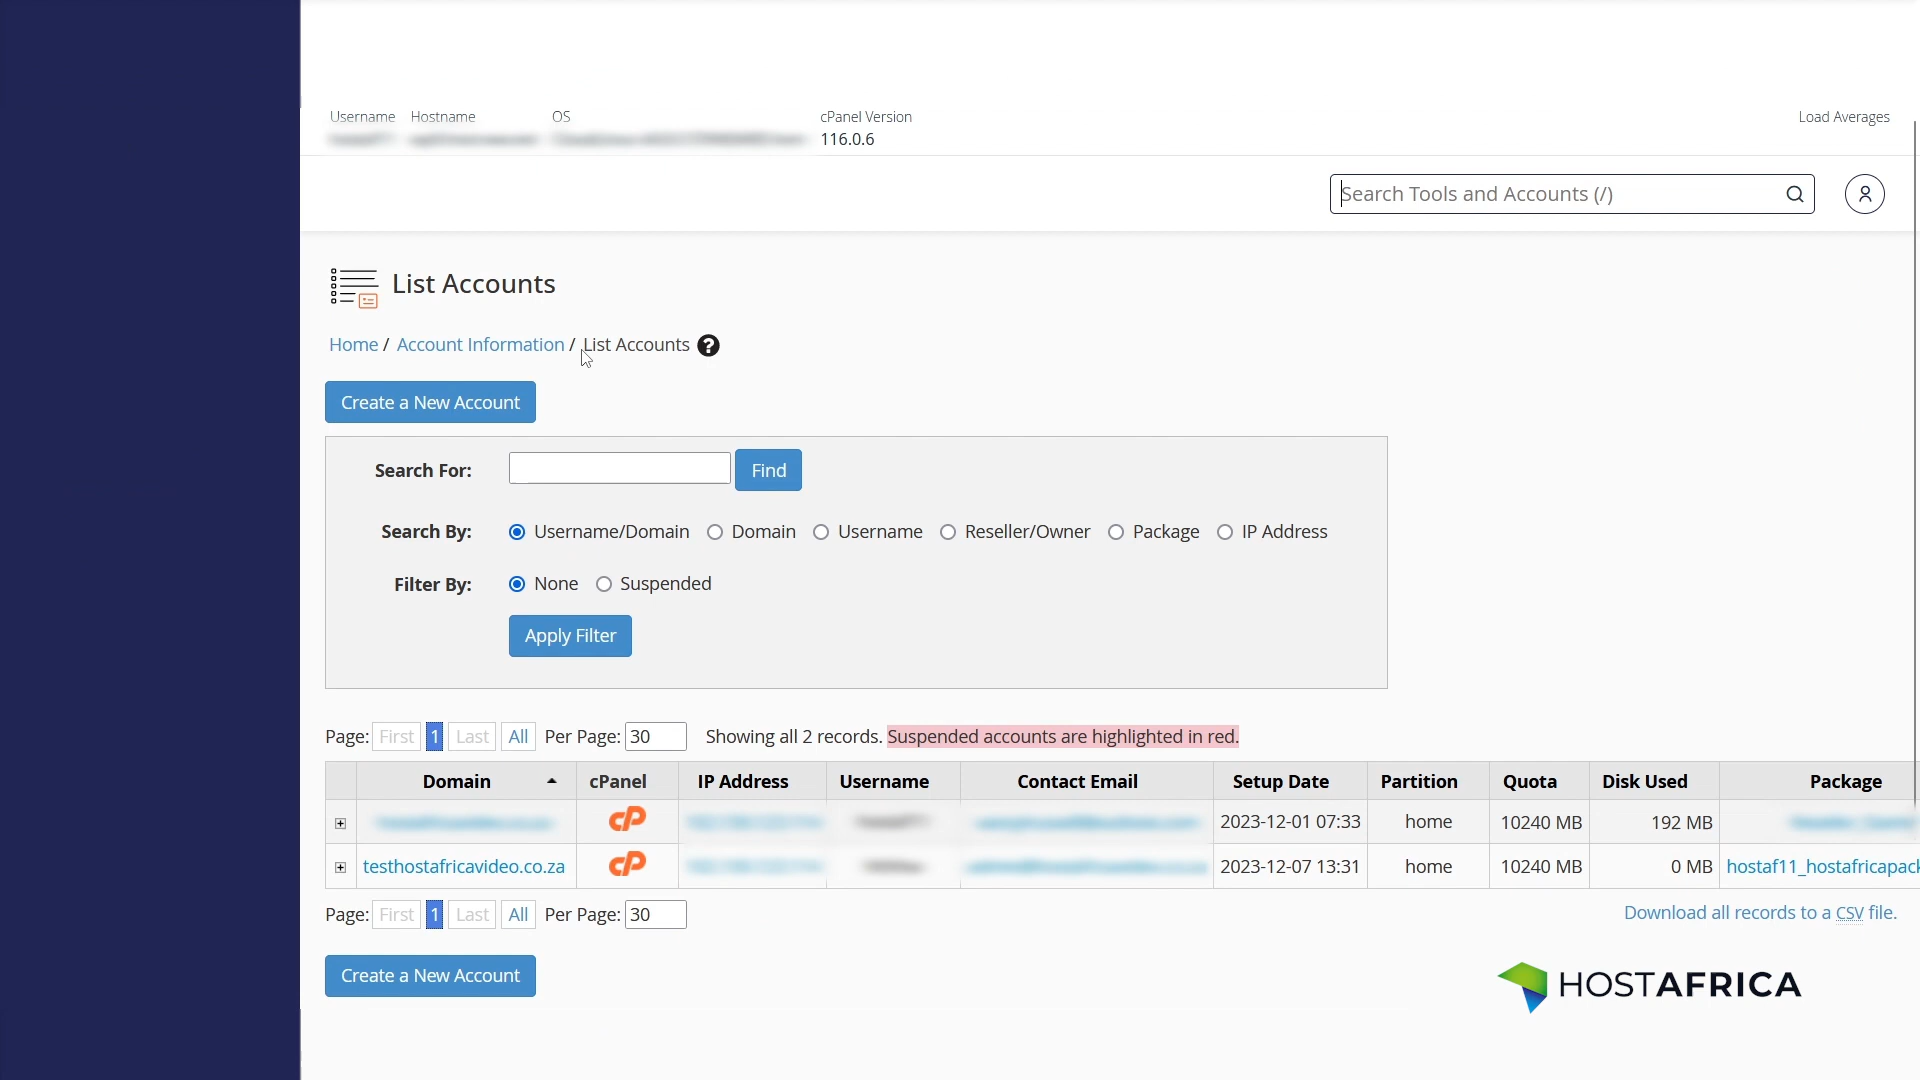 Username Hostname OS cPanel Version Load Averages
116.0.6
Search Tools and Accounts (/)
List Accounts
Home / Account Information / List Accounts ?
Create a New Account
Search For: Find
Search By: Username/Domain Domain Username Reseller/Owner Package IP Address
Filter By: None Suspended
Apply Filter
Page: First 1 Last All Per Page: 30 Showing all 2 records. Suspended accounts are highlighted in red.
Domain cPanel IP Address Username Contact Email Setup Date Partition Quota Disk Used Package
cP 2023-12-01 07:33 home 10240 MB 192 MB
testhostafricavideo.co.za cP 2023-12-07 13:31 home 10240 MB 0 MB hostaf11_hostafricapack
Page: First 1 Last All Per Page: 30 Download all records to a CSV file.
Create a New Account
HOSTAFRICA